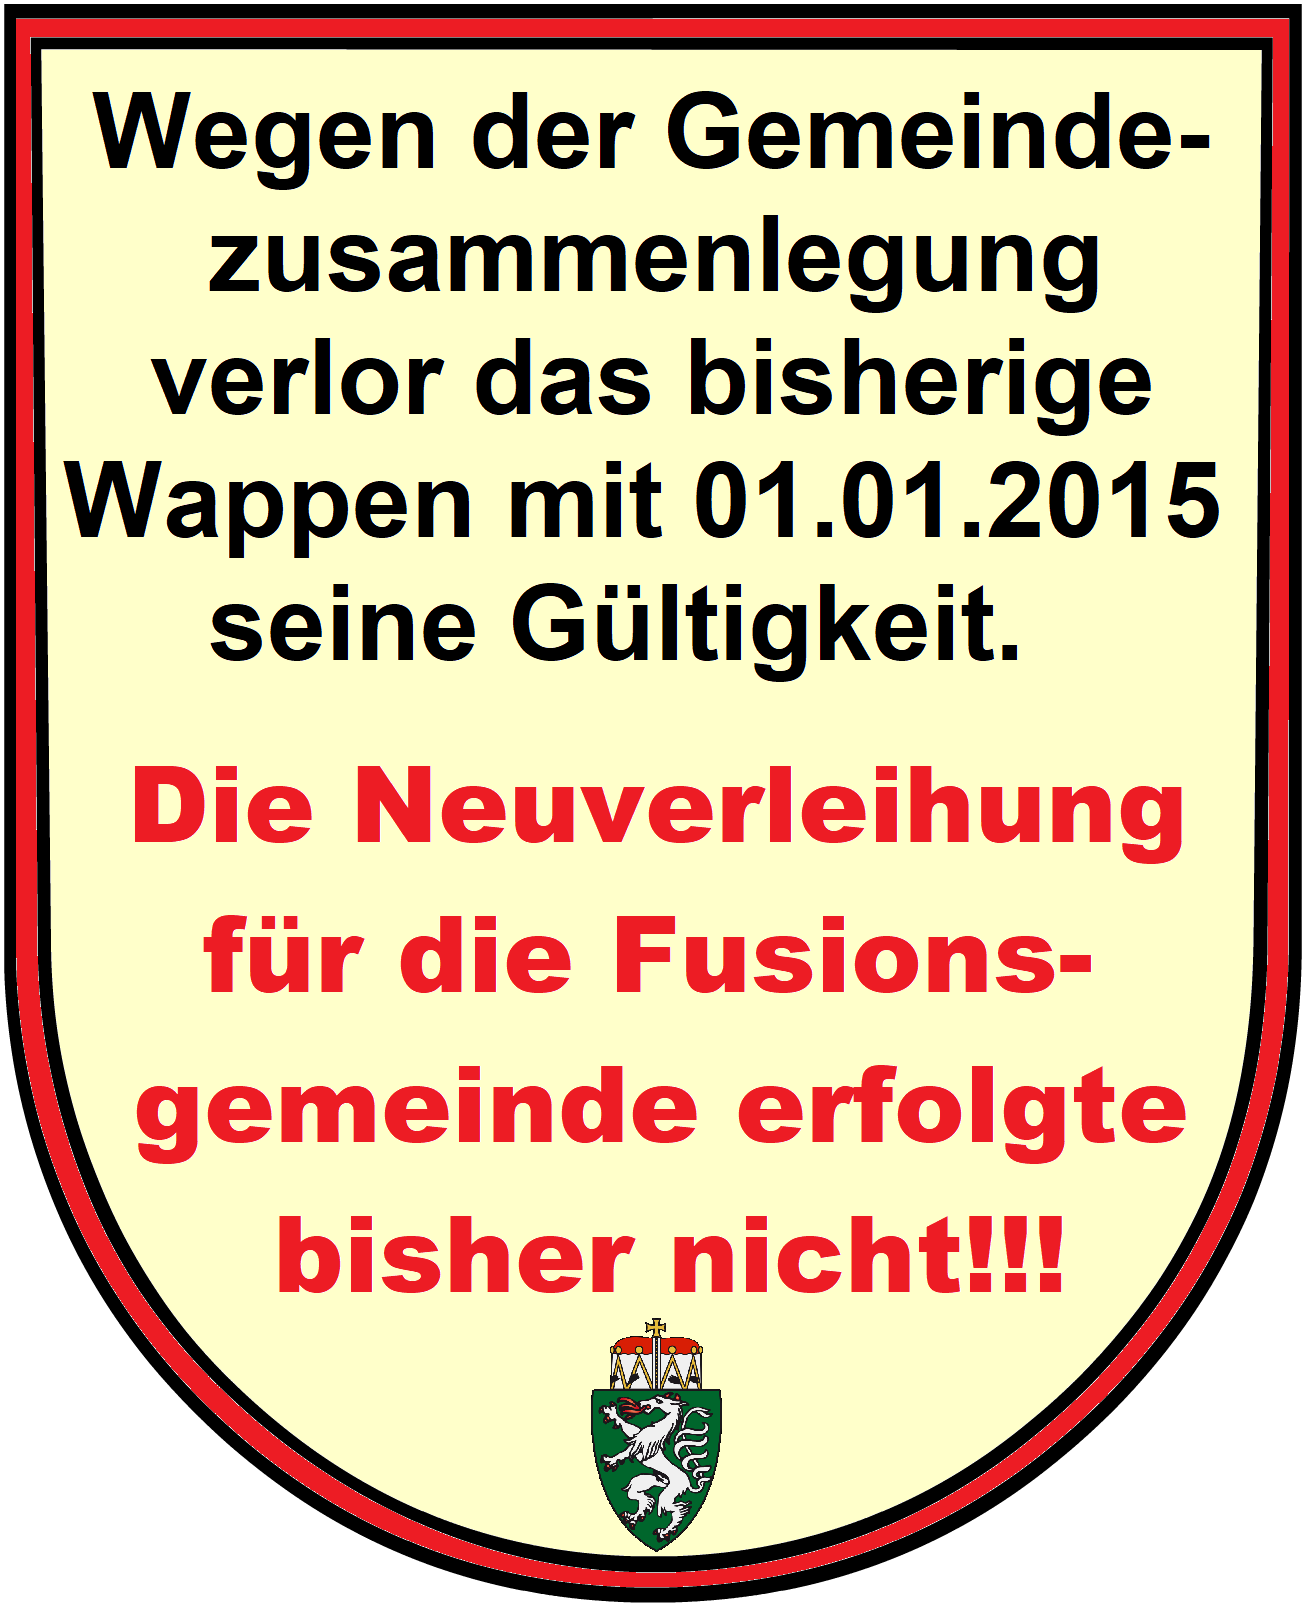 Wegen der Gemeinde-
zusammenlegung
verlor das bisherige
Wappen mit 01.01.2015
seine Gültigkeit.
Die Neuverleihung
für die Fusions-
gemeinde erfolgte
bisher nicht!!!